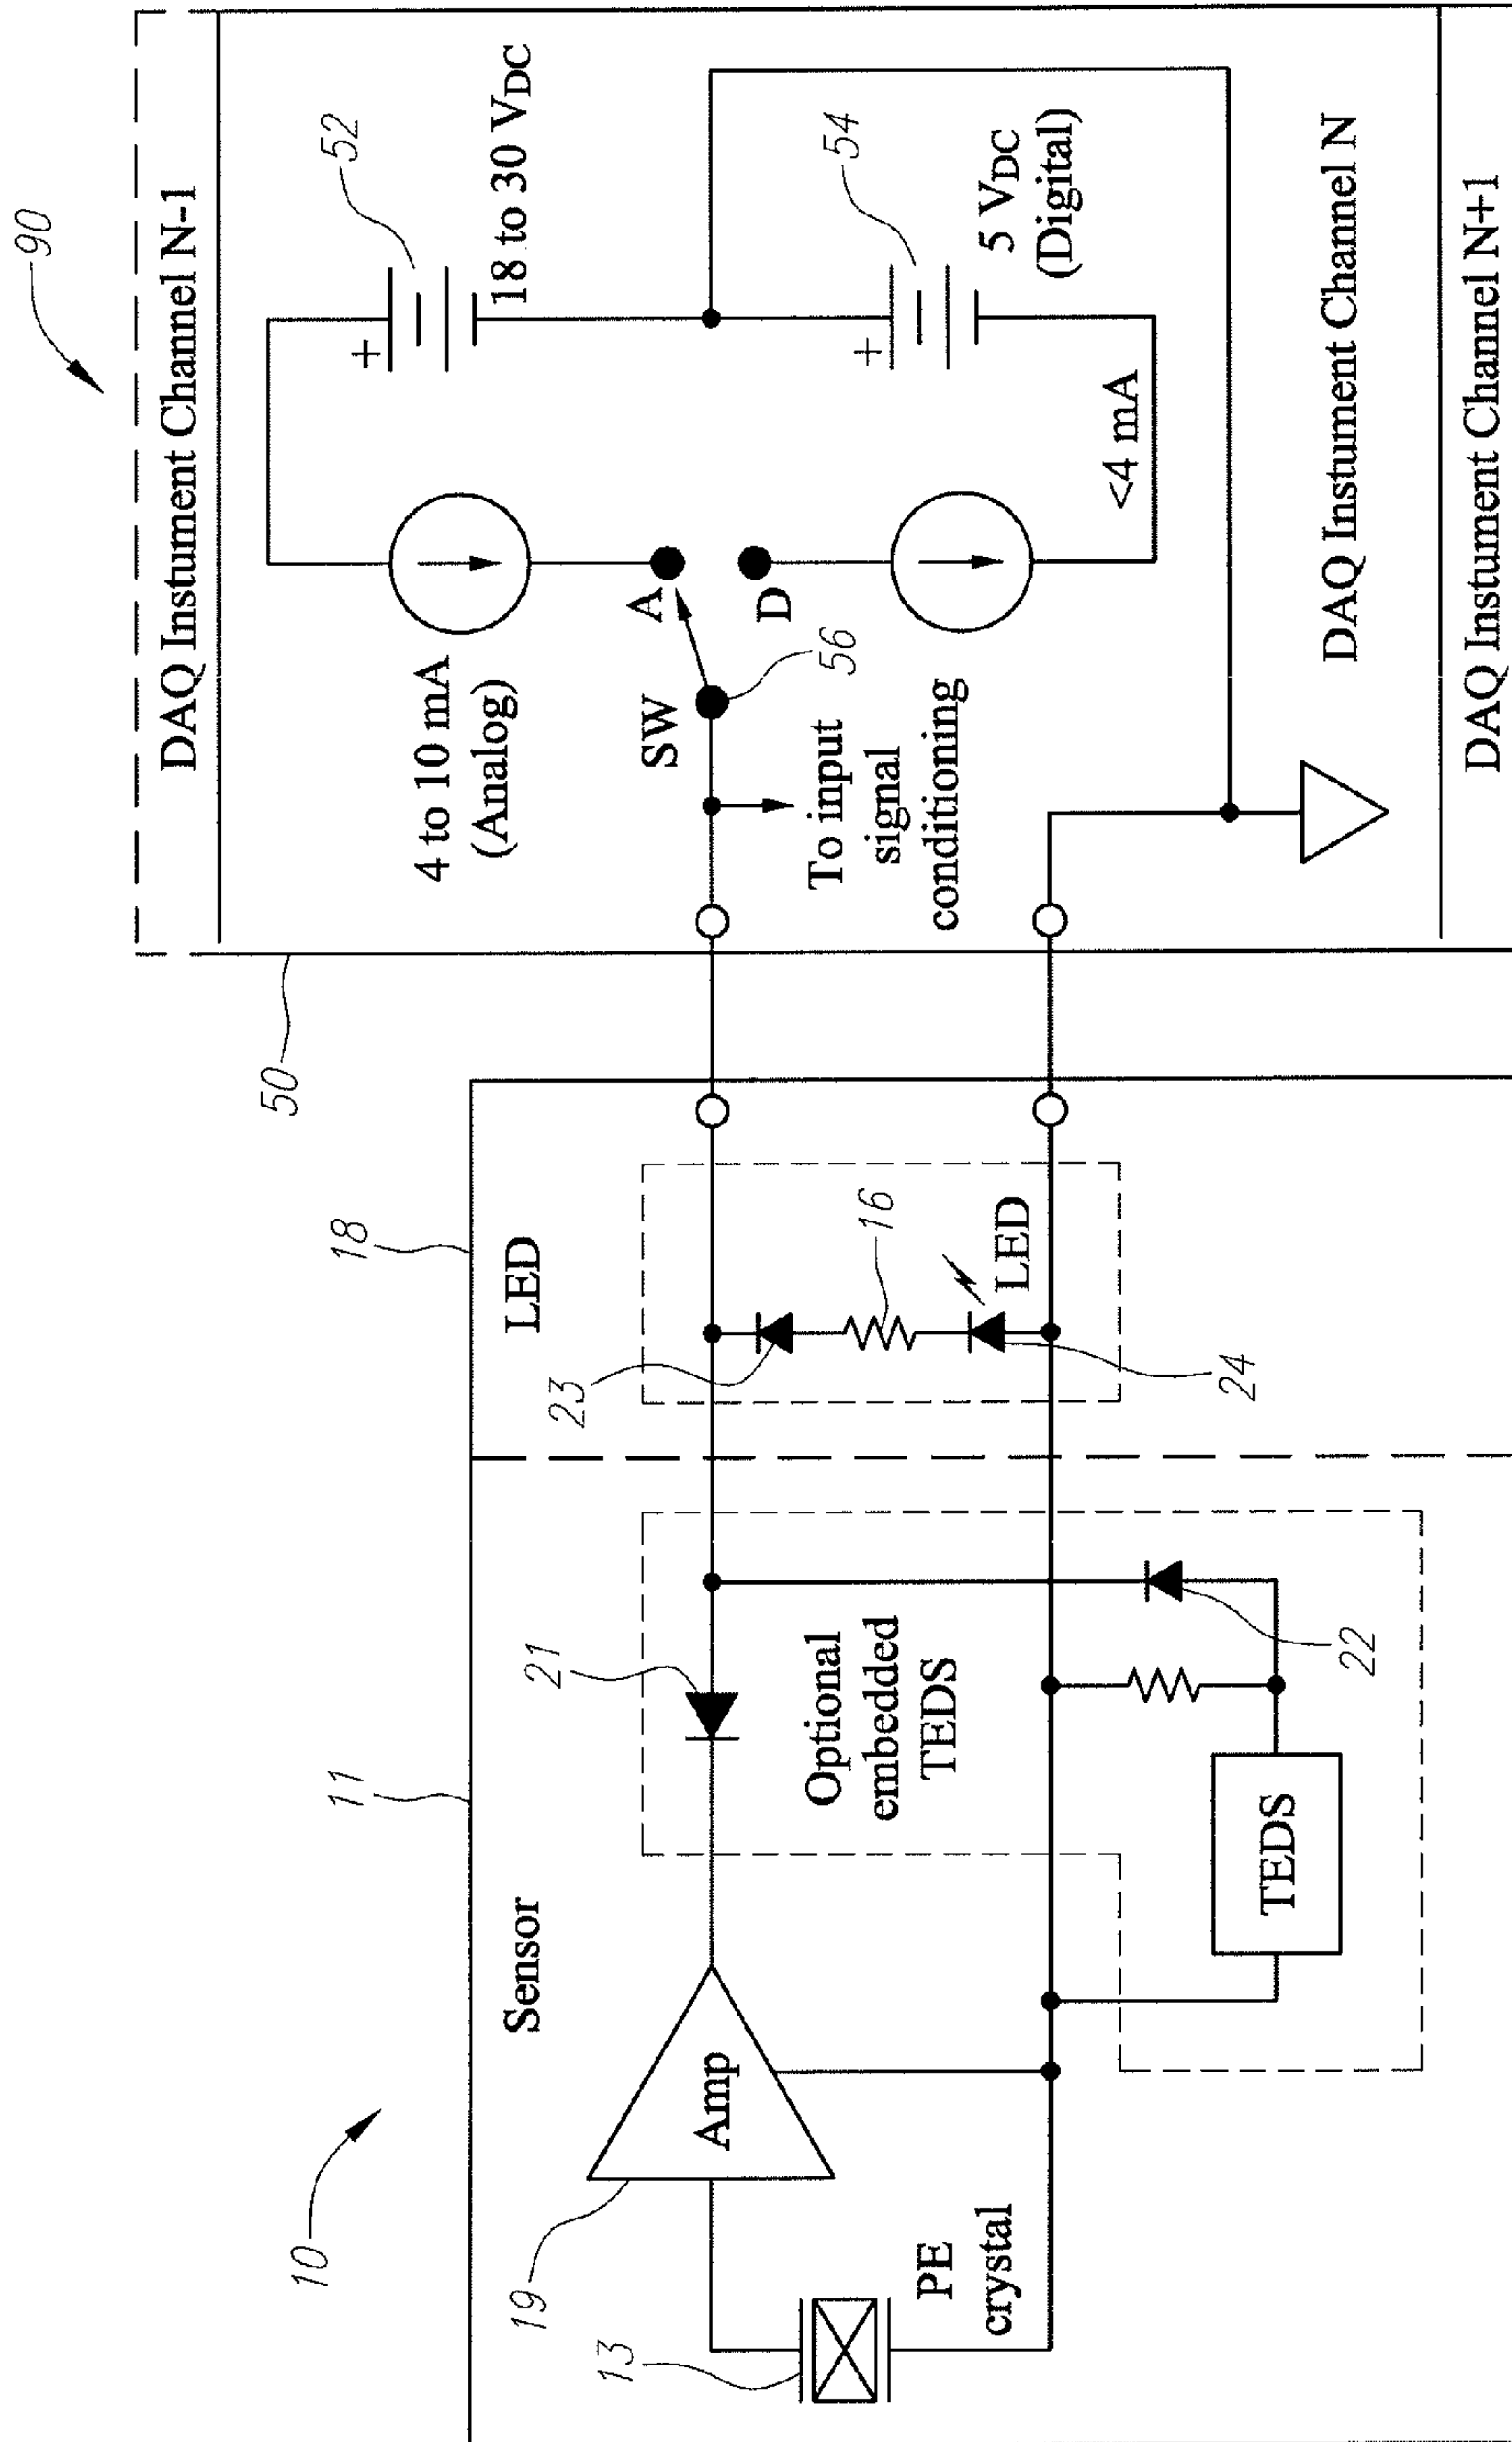 90
DAQ Instument Channel N-1
52
+
18 to 30 VDC
4 to 10 mA
(Analog)
A
SW
D
56
54
+
5 VDC
(Digital)
<4 mA
To input
signal
conditioning
DAQ Instument Channel N
DAQ Instument Channel N+1
50
18
LED
23
16
LED
24
10
11
Sensor
21
Optional
embedded
TEDS
22
TEDS
19
Amp
13
PE
crystal